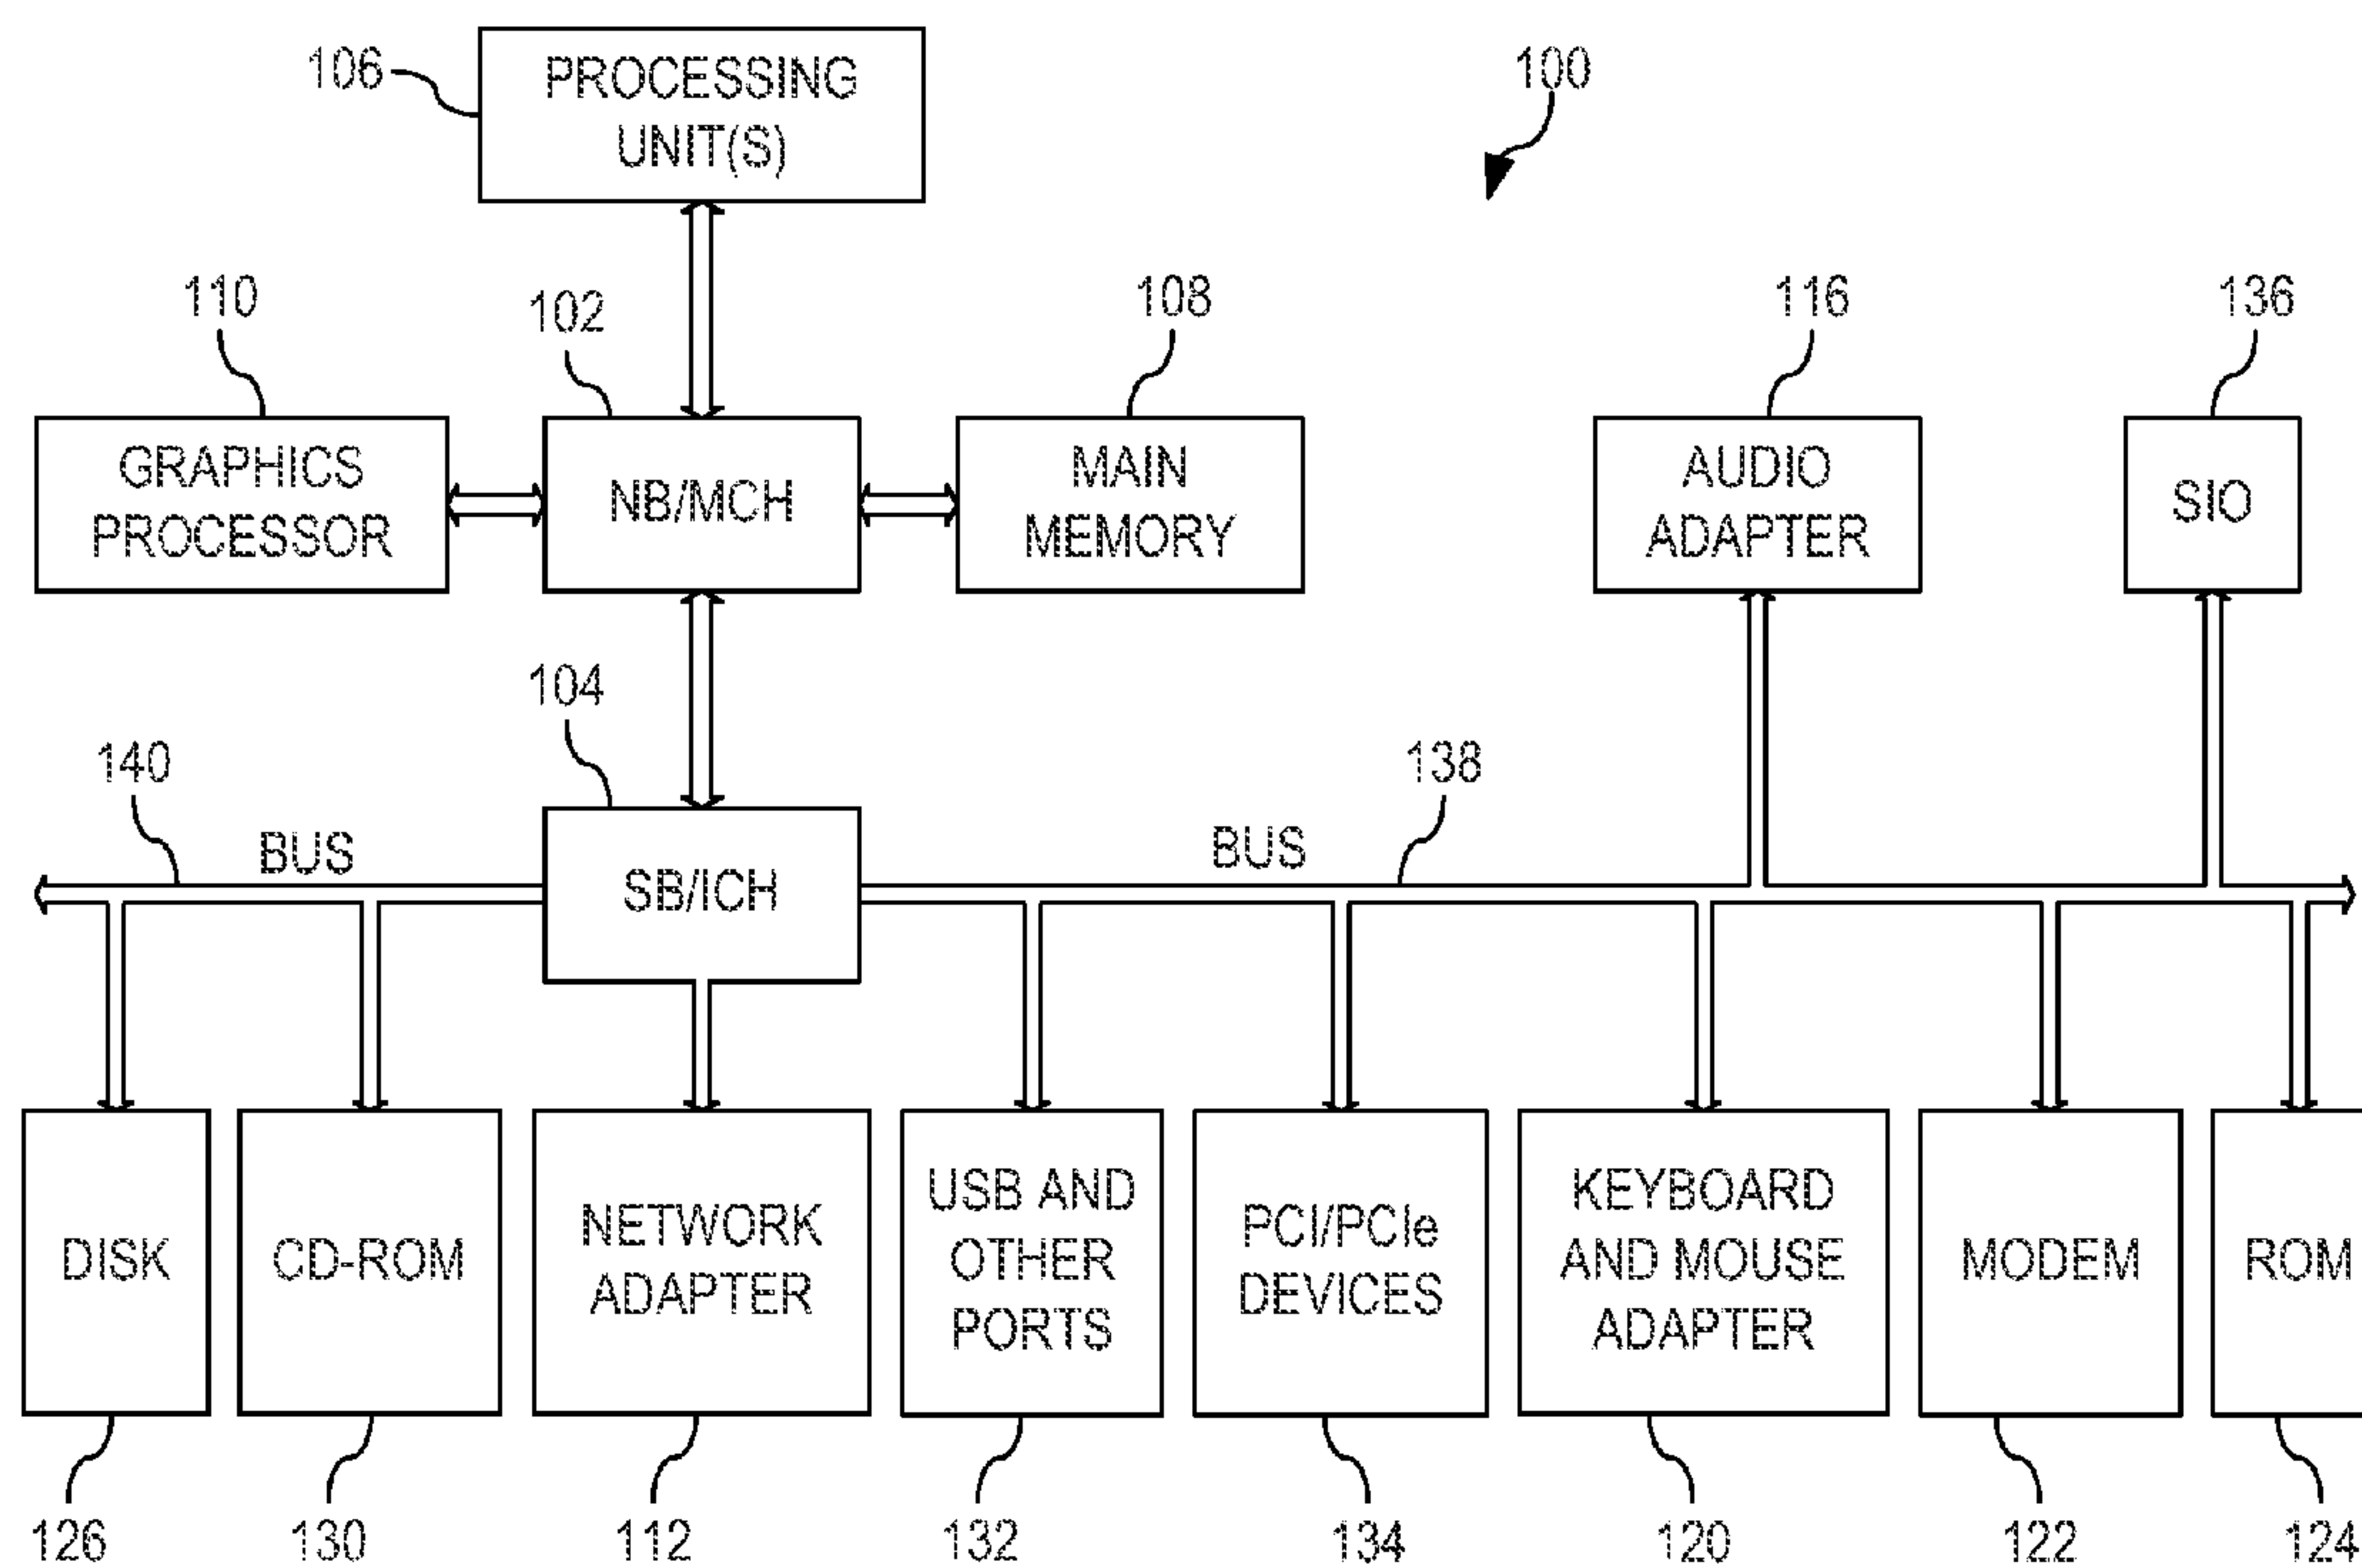 106
PROCESSING
UNIT(S)
100
110
102
108
116
136
GRAPHICS
PROCESSOR
NB/MCH
MAIN
MEMORY
AUDIO
ADAPTER
SIO
104
140
138
BUS
SB/ICH
BUS
DISK
CD-ROM
NETWORK
ADAPTER
USB AND
OTHER
PORTS
PCI/PCIe
DEVICES
KEYBOARD
AND MOUSE
ADAPTER
MODEM
ROM
126
130
112
132
134
120
122
124